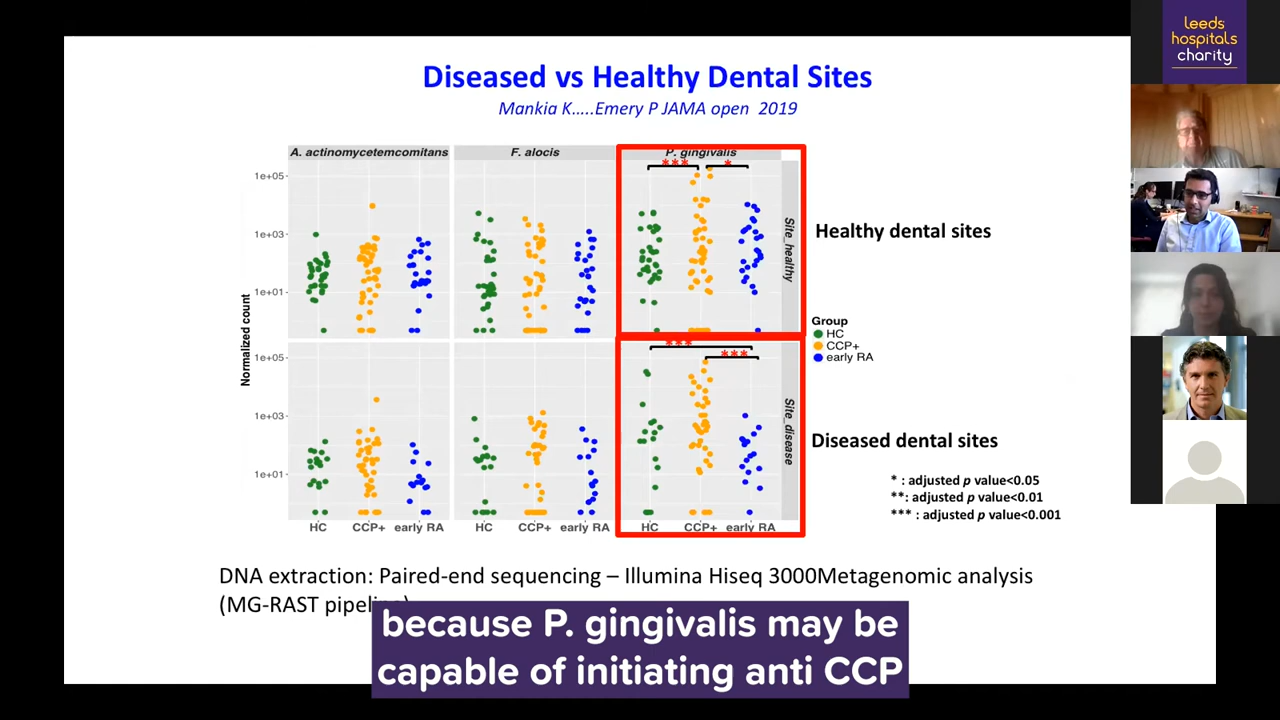 Diseased vs Healthy Dental Sites
Mankia K…..Emery P JAMA open 2019
leeds
hospitals
charity
A. actinomycetemcomitans
F. alocis
P. gingivalis
*** *
1e+05
1e+03
1e+01
Site_healthy
Healthy dental sites
Normalized count
Group
HC
CCP+
early RA
*** ***
1e+05
1e+03
1e+01
Site_disease
Diseased dental sites
* : adjusted p value<0.05
**: adjusted p value<0.01
*** : adjusted p value<0.001
HC CCP+ early RA HC CCP+ early RA HC CCP+ early RA
DNA extraction: Paired-end sequencing – Illumina Hiseq 3000Metagenomic analysis
(MG-RAST
because P. gingivalis may be
capable of initiating anti CCP